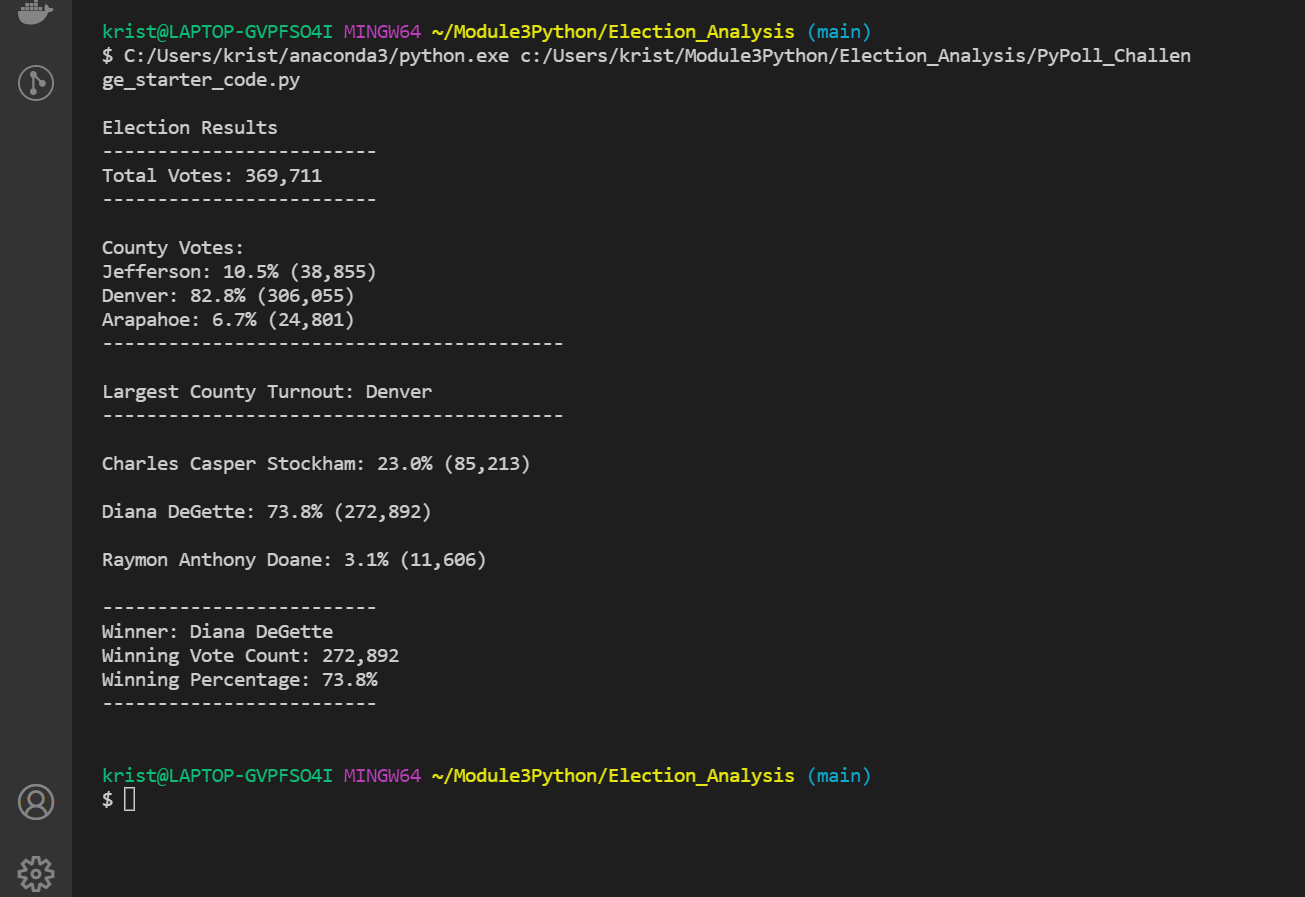 krist@LAPTOP-GVPFSO4I MINGW64 ~/Module3Python/Election_Analysis (main)
$ C:/Users/krist/anaconda3/python.exe c:/Users/krist/Module3Python/Election_Analysis/PyPoll_Challen
ge_starter_code.py
Election Results
-------------------------
Total Votes: 369,711
-------------------------
County Votes:
Jefferson: 10.5% (38,855)
Denver: 82.8% (306,055)
Arapahoe: 6.7% (24,801)
------------------------------------------
Largest County Turnout: Denver
------------------------------------------
Charles Casper Stockham: 23.0% (85,213)
Diana DeGette: 73.8% (272,892)
Raymon Anthony Doane: 3.1% (11,606)
-------------------------
Winner: Diana DeGette
Winning Vote Count: 272,892
Winning Percentage: 73.8%
-------------------------
krist@LAPTOP-GVPFSO4I MINGW64 ~/Module3Python/Election_Analysis (main)
$